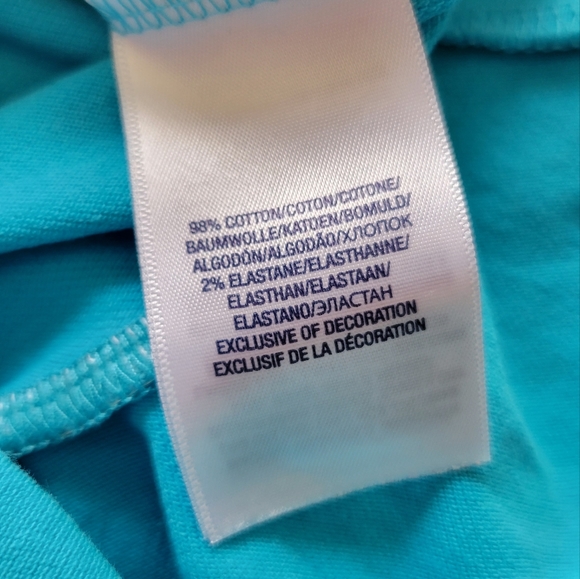 98% COTTON/COTON/COTONE/
BAUMWOLLE/KATOEN/BOMULD/
ALGODÓN/ALGODÃO/ХЛОПОК
2% ELASTANE/ELASTHANNE/
ELASTHAN/ELASTAAN/
ELASTANO/ЭЛАСТАН
EXCLUSIVE OF DECORATION
EXCLUSIF DE LA DÉCORATION